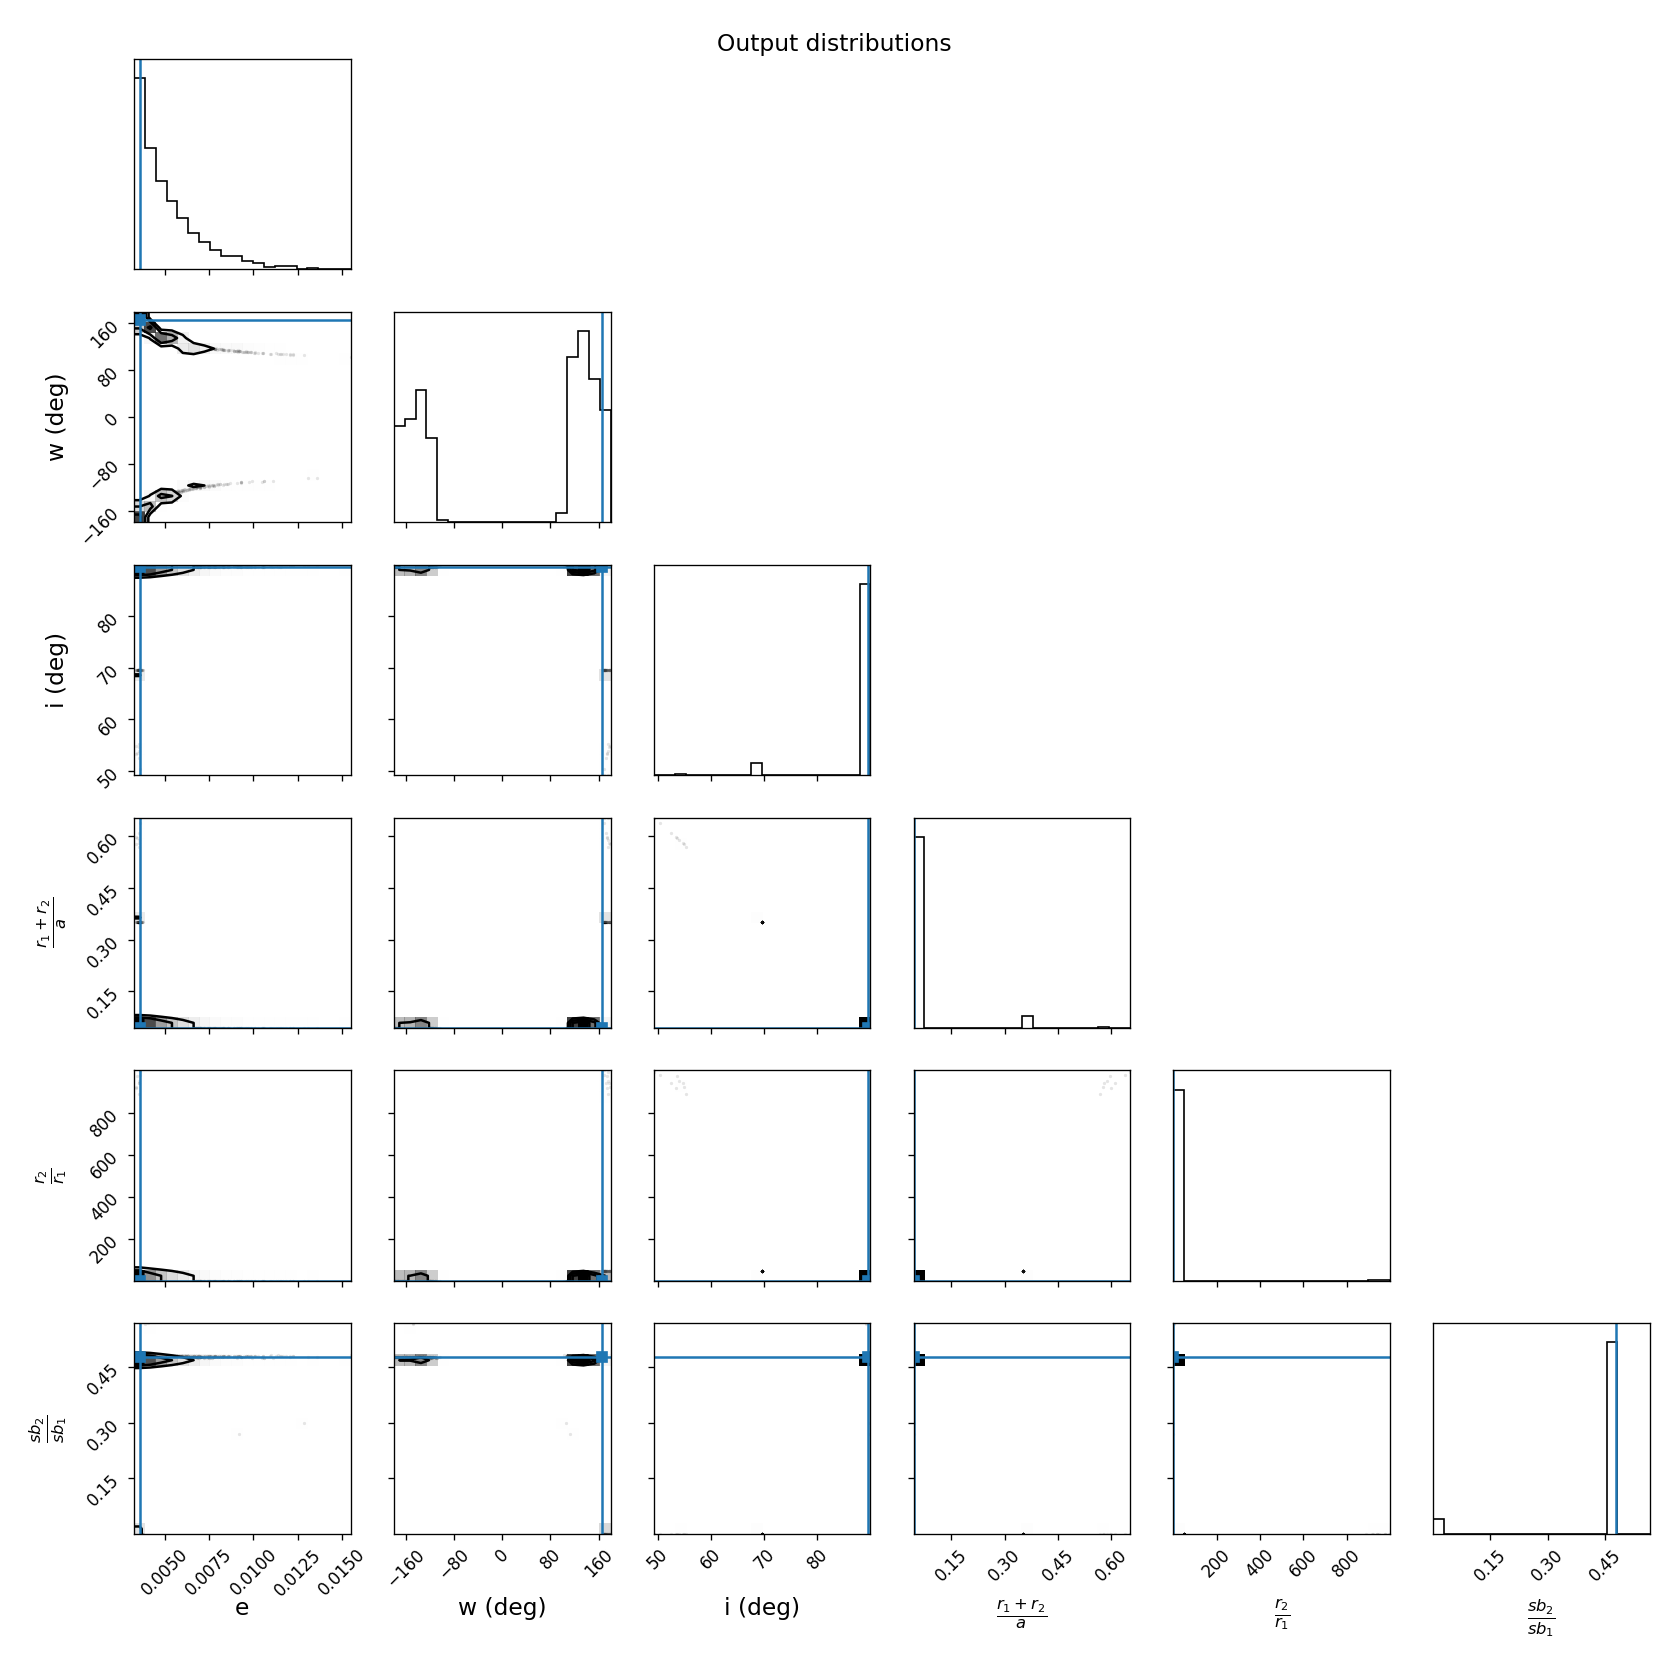 Output distributions
w (deg)
160
80
0
−80
−160
i (deg)
80
70
60
50
r₁ + r₂
a
0.60
0.45
0.30
0.15
r₂
r₁
800
600
400
200
sb₂
sb₁
0.45
0.30
0.15
0.0050 0.0075 0.0100 0.0125 0.0150
−160 −80 0 80 160
50 60 70 80
0.15 0.30 0.45 0.60
200 400 600 800
0.15 0.30 0.45
e
w (deg)
i (deg)
r₁ + r₂
a
r₂
r₁
sb₂
sb₁